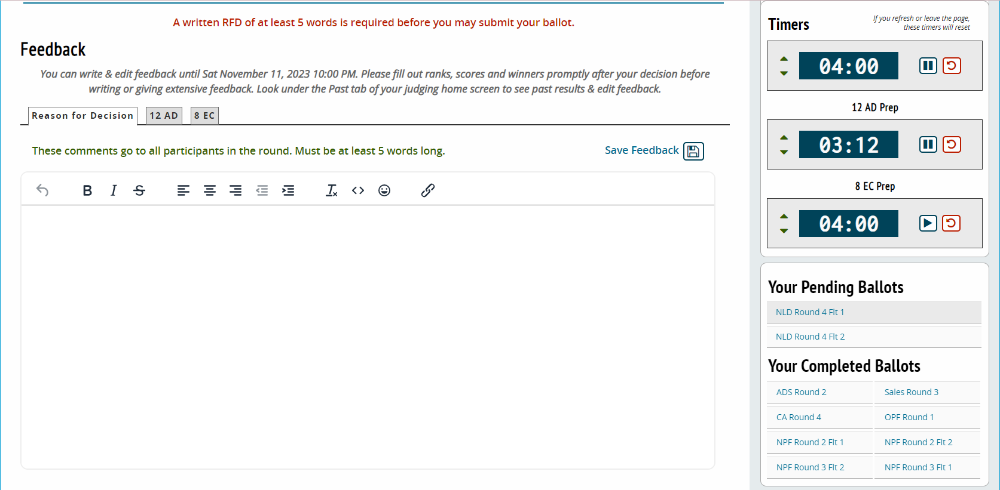 A written RFD of at least 5 words is required before you may submit your ballot.
Feedback
You can write & edit feedback until Sat November 11, 2023 10:00 PM. Please fill out ranks, scores and winners promptly after your decision before
writing or giving extensive feedback. Look under the Past tab of your judging home screen to see past results & edit feedback.
Reason for Decision
12 AD
8 EC
These comments go to all participants in the round. Must be at least 5 words long.
Save Feedback
Timers
If you refresh or leave the page,
these timers will reset
04:00
12 AD Prep
03:12
8 EC Prep
04:00
Your Pending Ballots
NLD Round 4 Flt 1
NLD Round 4 Flt 2
Your Completed Ballots
ADS Round 2
Sales Round 3
CA Round 4
OPF Round 1
NPF Round 2 Flt 1
NPF Round 2 Flt 2
NPF Round 3 Flt 2
NPF Round 3 Flt 1